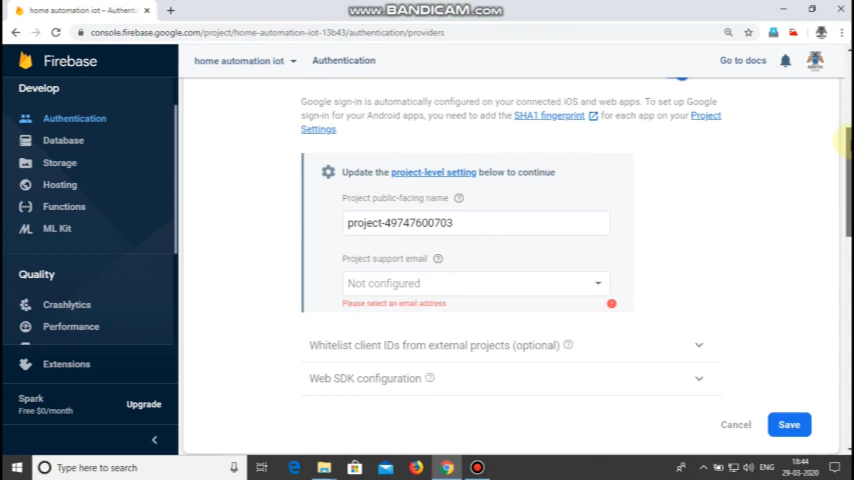 home automation iot - Authenti
www.BANDICAM.com
console.firebase.google.com/project/home-automation-iot-13b43/authentication/providers
Firebase
home automation iot
Authentication
Go to docs
Develop
Authentication
Database
Storage
Hosting
Functions
ML Kit
Quality
Crashlytics
Performance
Extensions
Spark
Free $0/month
Upgrade
Google sign-in is automatically configured on your connected iOS and web apps. To set up Google
sign-in for your Android apps, you need to add the SHA1 fingerprint for each app on your Project
Settings.
Update the project-level setting below to continue
Project public-facing name
project-49747600703
Project support email
Not configured
Please select an email address
Whitelist client IDs from external projects (optional)
Web SDK configuration
Cancel
Save
Type here to search
ENG
18:44
29-03-2020